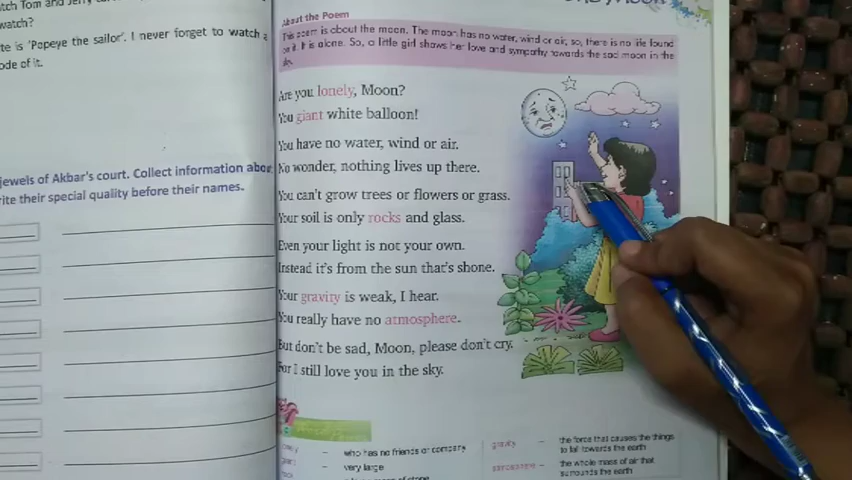 tch Tom and Jerry
watch?
te is 'Popeye the sailor'. I never forget to watch a
ode of it.
jewels of Akbar's court. Collect information abo
rite their special quality before their names.
About the Poem
This poem is about the moon. The moon has no water, wind or air, so, there is no life found
on it. It is alone. So, a little girl shows her love and sympathy towards the sad moon in the
sky.
Are you lonely, Moon?
You giant white balloon!
You have no water, wind or air.
No wonder, nothing lives up there.
You can't grow trees or flowers or grass.
Your soil is only rocks and glass.
Even your light is not your own.
Instead it's from the sun that's shone.
Your gravity is weak, I hear.
You really have no atmosphere.
But don't be sad, Moon, please don't cry.
For I still love you in the sky.
lonely – who has no friends or company
giant – very large
gravity – the force that causes the things
to fall towards the earth
atmosphere – the whole mass of air that
surrounds the earth